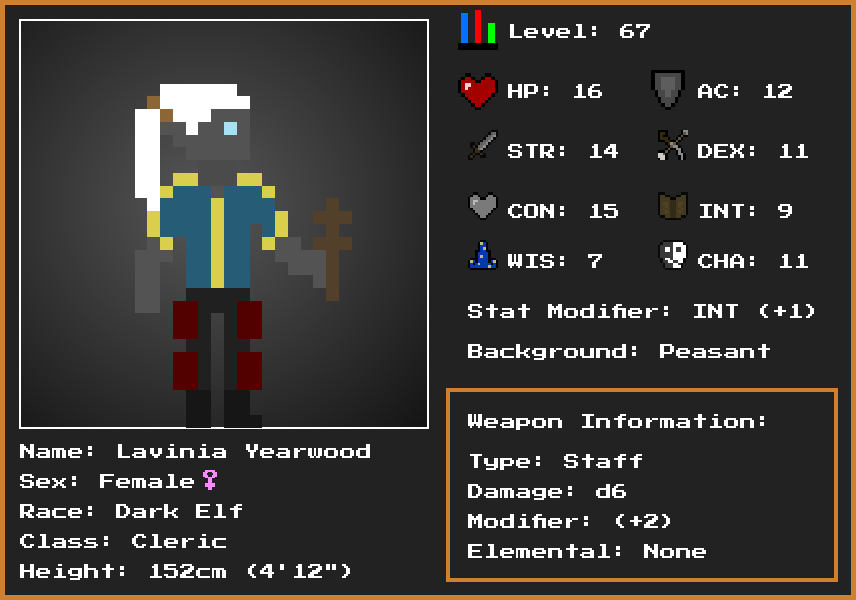 Level: 67
HP: 16
AC: 12
STR: 14
DEX: 11
CON: 15
INT: 9
WIS: 7
CHA: 11
Stat Modifier: INT (+1)
Background: Peasant
Weapon Information:
Type: Staff
Damage: d6
Modifier: (+2)
Elemental: None
Name: Lavinia Yearwood
Sex: Female♀
Race: Dark Elf
Class: Cleric
Height: 152cm (4'12")